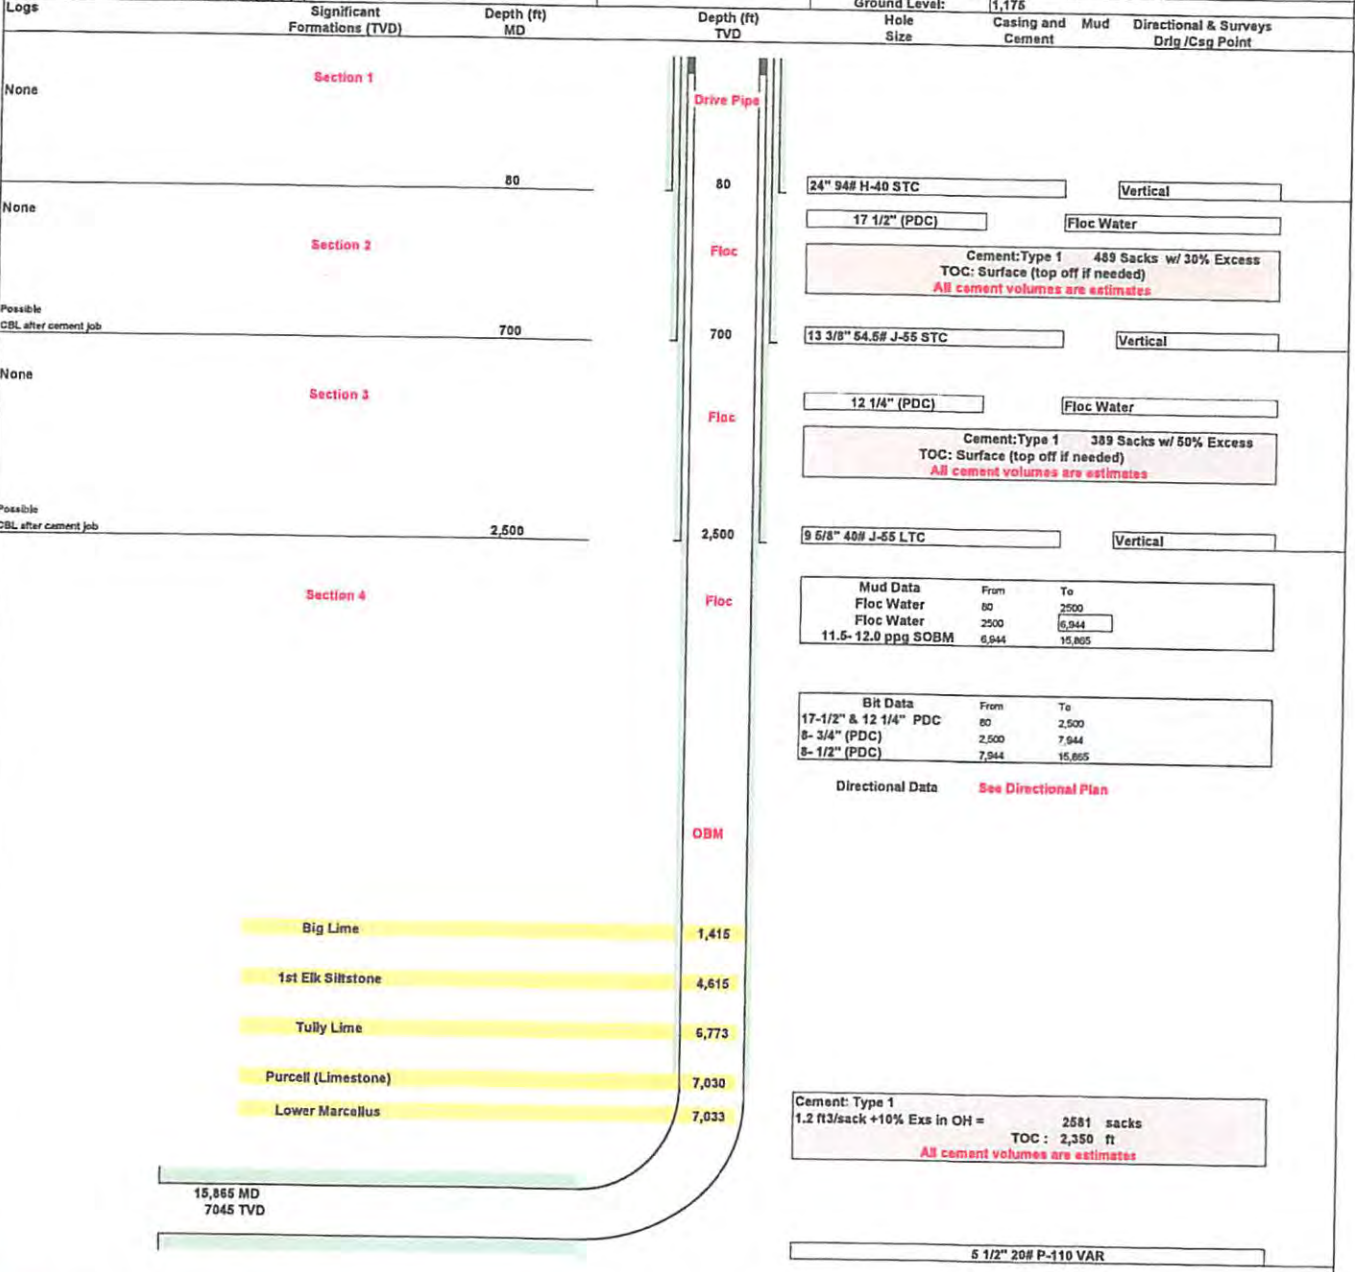 Ground Level: 1,175
Logs Significant Formations (TVD) Depth (ft) MD Depth (ft) TVD Hole Size Casing and Cement Mud Directional & Surveys Drlg /Csg Point
Section 1
None
Drive Pipe
80 80 24" 94# H-40 STC Vertical
None
17 1/2" (PDC) Floc Water
Section 2
Floc
Cement:Type 1 489 Sacks w/ 30% Excess
TOC: Surface (top off if needed)
All cement volumes are estimates
Possible
CBL after cement job
700 700 13 3/8" 54.5# J-55 STC Vertical
None
Section 3
12 1/4" (PDC) Floc Water
Floc
Cement:Type 1 389 Sacks w/ 50% Excess
TOC: Surface (top off if needed)
All cement volumes are estimates
Possible
CBL after cement job
2,500 2,500 9 5/8" 40# J-55 LTC Vertical
Section 4
Floc
Mud Data From To
Floc Water 80 2500
Floc Water 2500 6,944
11.5- 12.0 ppg SOBM 6,944 15,865
Bit Data From To
17-1/2" & 12 1/4" PDC 80 2,500
8- 3/4" (PDC) 2,500 7,944
8- 1/2" (PDC) 7,944 15,865
Directional Data See Directional Plan
OBM
Big Lime 1,415
1st Elk Siltstone 4,615
Tully Lime 6,773
Purcell (Limestone) 7,030
Lower Marcellus 7,033
Cement: Type 1
1.2 ft3/sack +10% Exs in OH = 2581 sacks
TOC : 2,350 ft
All cement volumes are estimates
15,865 MD
7045 TVD
5 1/2" 20# P-110 VAR